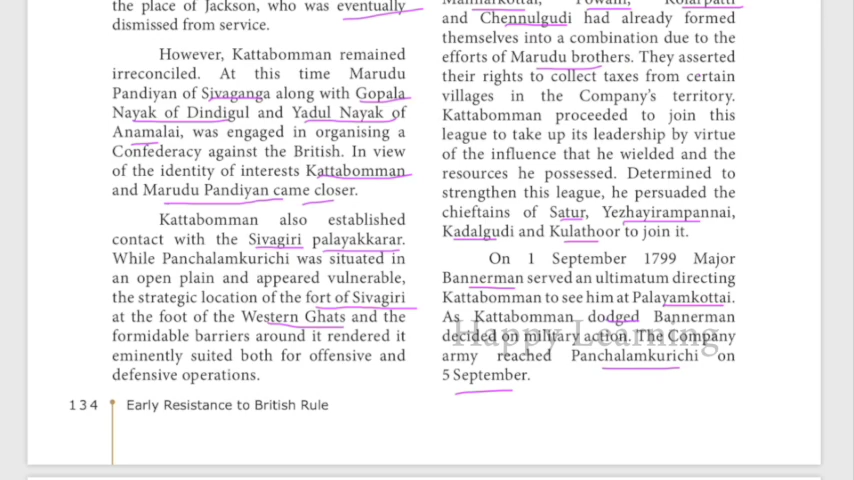 the place of Jackson, who was eventually
dismissed from service.
However, Kattabomman remained
irreconciled. At this time Marudu
Pandiyan of Sivaganga along with Gopala
Nayak of Dindigul and Yadul Nayak of
Anamalai, was engaged in organising a
Confederacy against the British. In view
of the identity of interests Kattabomman
and Marudu Pandiyan came closer.
Kattabomman also established
contact with the Sivagiri palayakkarar.
While Panchalamkurichi was situated in
an open plain and appeared vulnerable,
the strategic location of the fort of Sivagiri
at the foot of the Western Ghats and the
formidable barriers around it rendered it
eminently suited both for offensive and
defensive operations.
and Chennulgudi had already formed
themselves into a combination due to the
efforts of Marudu brothers. They asserted
their rights to collect taxes from certain
villages in the Company's territory.
Kattabomman proceeded to join this
league to take up its leadership by virtue
of the influence that he wielded and the
resources he possessed. Determined to
strengthen this league, he persuaded the
chieftains of Satur, Yezhayirampannai,
Kadalgudi and Kulathoor to join it.
On 1 September 1799 Major
Bannerman served an ultimatum directing
Kattabomman to see him at Palayamkottai.
As Kattabomman dodged Bannerman
decided on military action. The Company
army reached Panchalamkurichi on
5 September.
Happy Learning
134 Early Resistance to British Rule